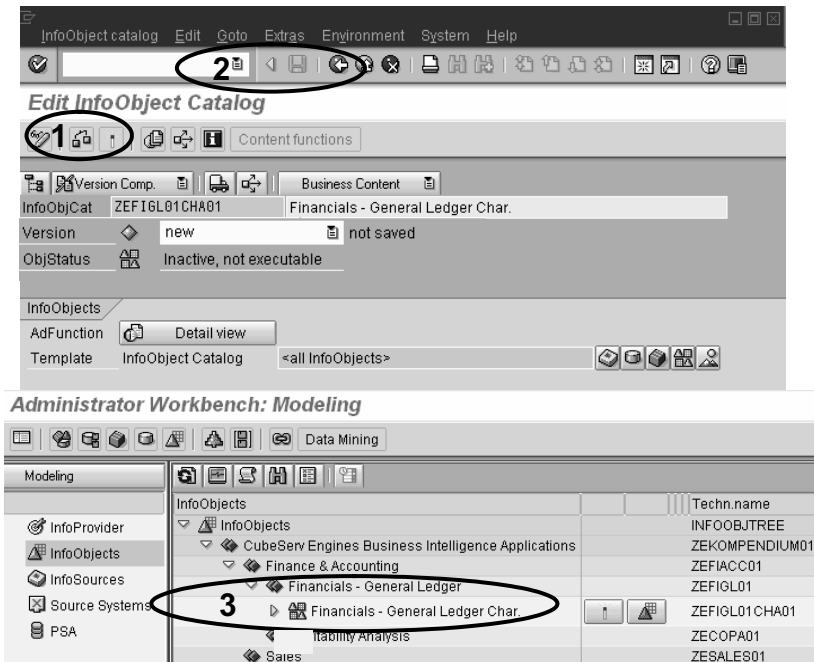 InfoObject catalog Edit Goto Extras Environment System Help
2
Edit InfoObject Catalog
1 Content functions
Version Comp. Business Content
InfoObjCat ZEFIGL01CHA01 Financials - General Ledger Char.
Version new not saved
ObjStatus Inactive, not executable
InfoObjects
AdFunction Detail view
Template InfoObject Catalog <all InfoObjects>
Administrator Workbench: Modeling
Data Mining
Modeling
InfoObjects Techn.name
InfoProvider
InfoObjects INFOOBJTREE
InfoObjects
CubeServ Engines Business Intelligence Applications ZEKOMPENDIUM01
InfoSources
Finance & Accounting ZEFIACC01
Financials - General Ledger ZEFIGL01
Source Systems
3 Financials - General Ledger Char. ZEFIGL01CHA01
PSA
tability Analysis ZECOPA01
Sales ZESALES01